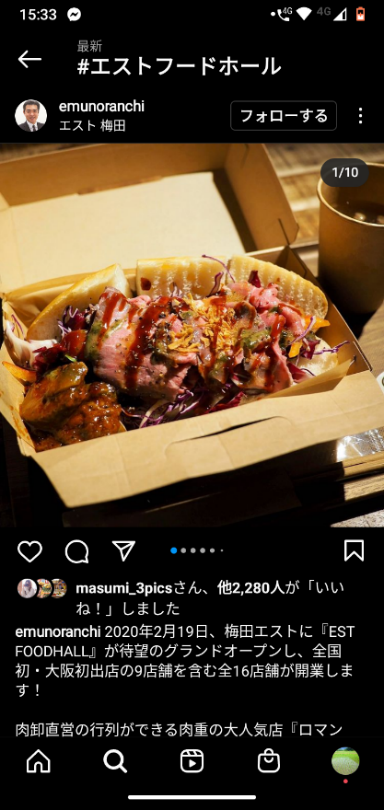 15:33 4G 4G
最新
#エストフードホール
emunoranchi
エスト 梅田
フォローする
1/10
masumi_3picsさん、他2,280人が「いい
ね！」しました
emunoranchi 2020年2月19日、梅田エストに『EST
FOODHALL』が待望のグランドオープンし、全国
初・大阪初出店の9店舗を含む全16店舗が開業しま
す！
肉卸直営の行列ができる肉重の大人気店『ロマン